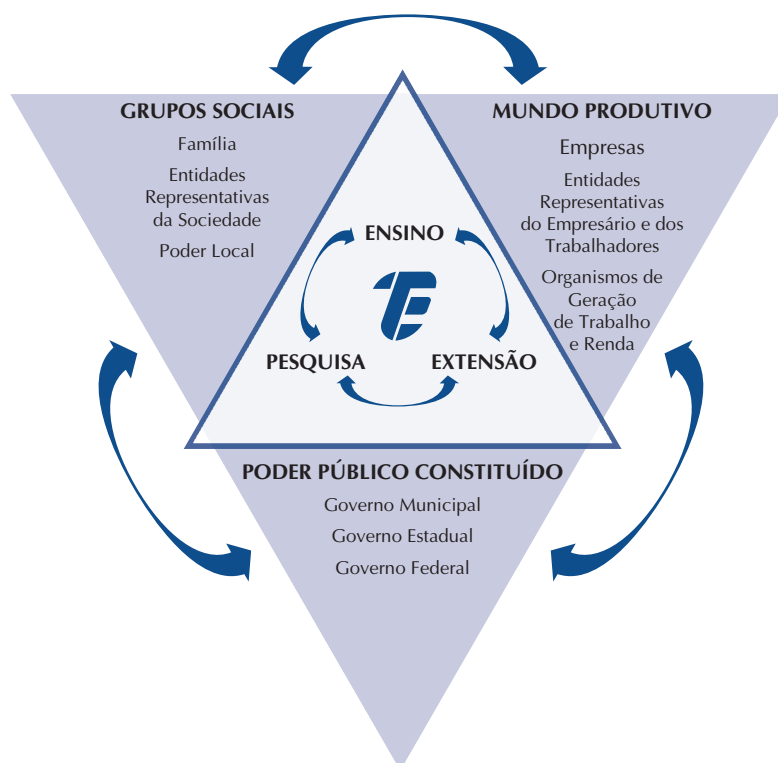 GRUPOS SOCIAIS
Família
Entidades
Representativas
da Sociedade
Poder Local
MUNDO PRODUTIVO
Empresas
Entidades
Representativas
do Empresário e dos
Trabalhadores
Organismos de
Geração
de Trabalho
e Renda
ENSINO
PESQUISA
EXTENSÃO
PODER PÚBLICO CONSTITUÍDO
Governo Municipal
Governo Estadual
Governo Federal